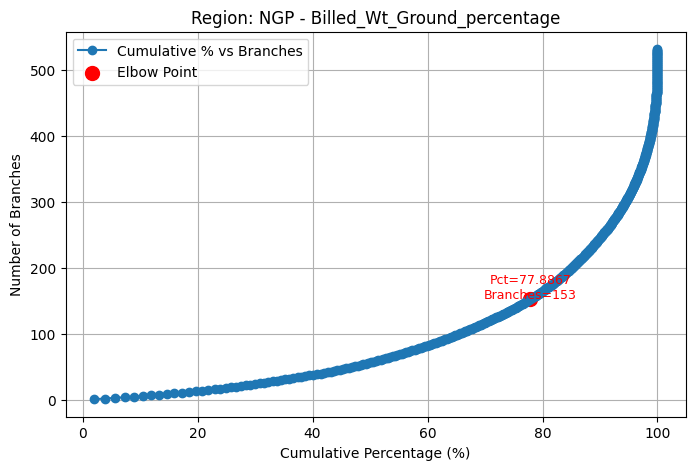 Region: NGP - Billed_Wt_Ground_percentage
Cumulative % vs Branches
Elbow Point
Number of Branches
500
400
300
200
100
0
Pct=77.8867
Branches=153
0
20
40
60
80
100
Cumulative Percentage (%)